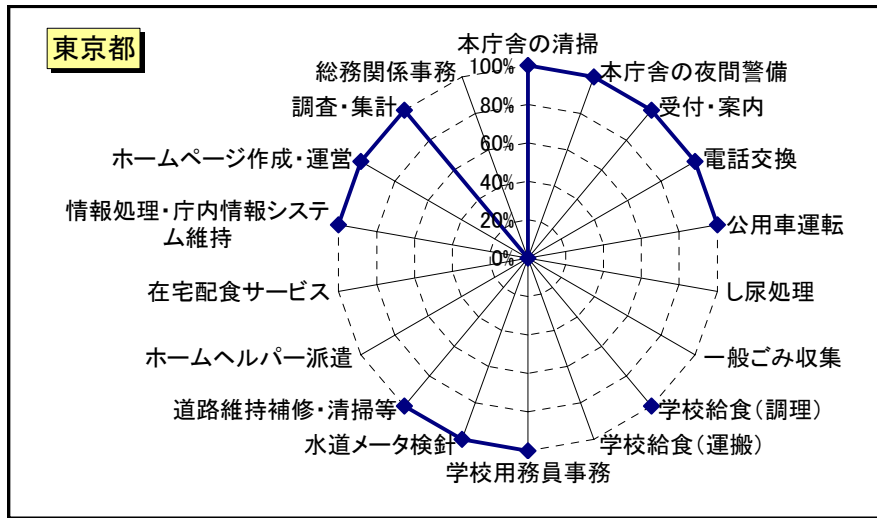 東京都
本庁舎の清掃
本庁舎の夜間警備
受付・案内
電話交換
公用車運転
し尿処理
一般ごみ収集
学校給食（調理）
学校給食（運搬）
学校用務員事務
水道メータ検針
道路維持補修・清掃等
ホームヘルパー派遣
在宅配食サービス
情報処理・庁内情報システ
ム維持
ホームページ作成・運営
調査・集計
総務関係事務
100%
80%
60%
40%
20%
0%